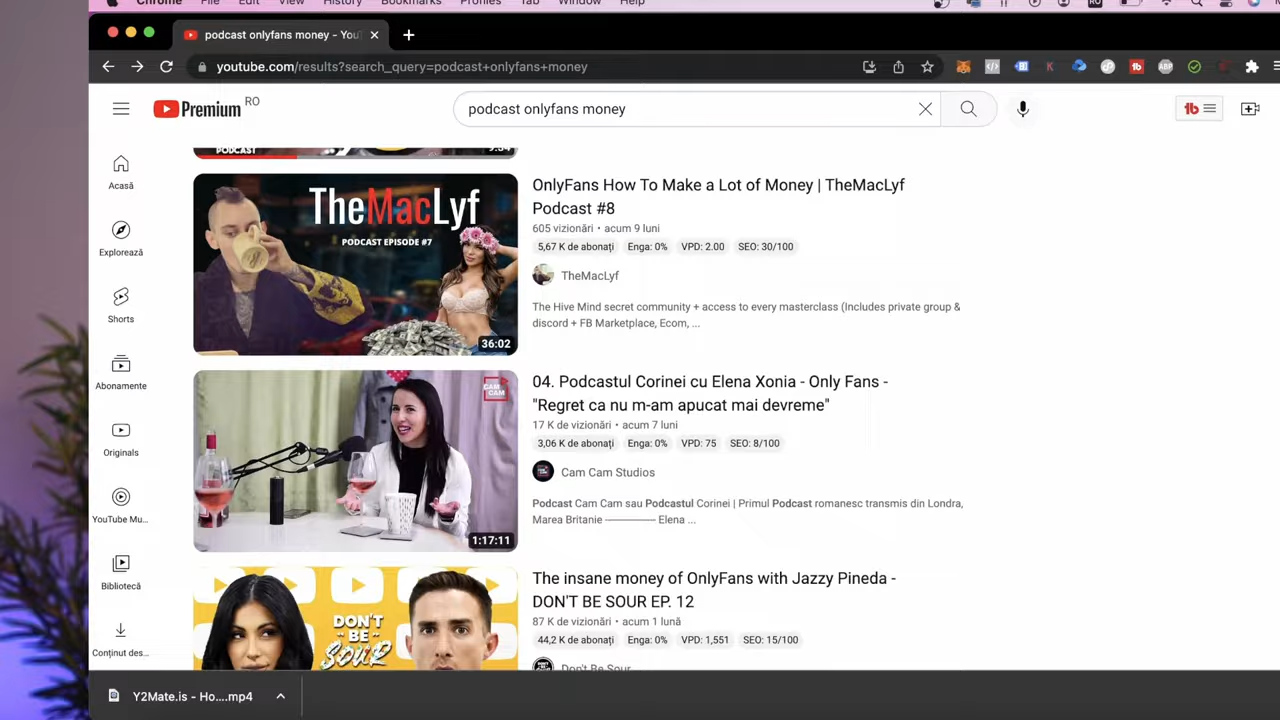 Chrome File Edit View History Bookmarks Profiles Tab Window Help
RO
podcast onlyfans money - You
youtube.com/results?search_query=podcast+onlyfans+money
Premium RO
podcast onlyfans money
Acasă
Explorează
Shorts
Abonamente
Originals
YouTube Mu...
Bibliotecă
Conținut des...
PODCAST
9:34
TheMacLyf
PODCAST EPISODE #7
36:02
OnlyFans How To Make a Lot of Money | TheMacLyf
Podcast #8
605 vizionări • acum 9 luni
5,67 K de abonați Enga: 0% VPD: 2.00 SEO: 30/100
TheMacLyf
The Hive Mind secret community + access to every masterclass (Includes private group &
discord + FB Marketplace, Ecom, ...
CAM
CAM
1:17:11
04. Podcastul Corinei cu Elena Xonia - Only Fans -
"Regret ca nu m-am apucat mai devreme"
17 K de vizionări • acum 7 luni
3,06 K de abonați Enga: 0% VPD: 75 SEO: 8/100
Cam Cam Studios
Podcast Cam Cam sau Podcastul Corinei | Primul Podcast romanesc transmis din Londra,
Marea Britanie ---------------- Elena ...
DON'T
BE
SOUR
The insane money of OnlyFans with Jazzy Pineda -
DON'T BE SOUR EP. 12
87 K de vizionări • acum 1 lună
44,2 K de abonați Enga: 0% VPD: 1,551 SEO: 15/100
Don't Be Sour
Y2Mate.is - Ho....mp4